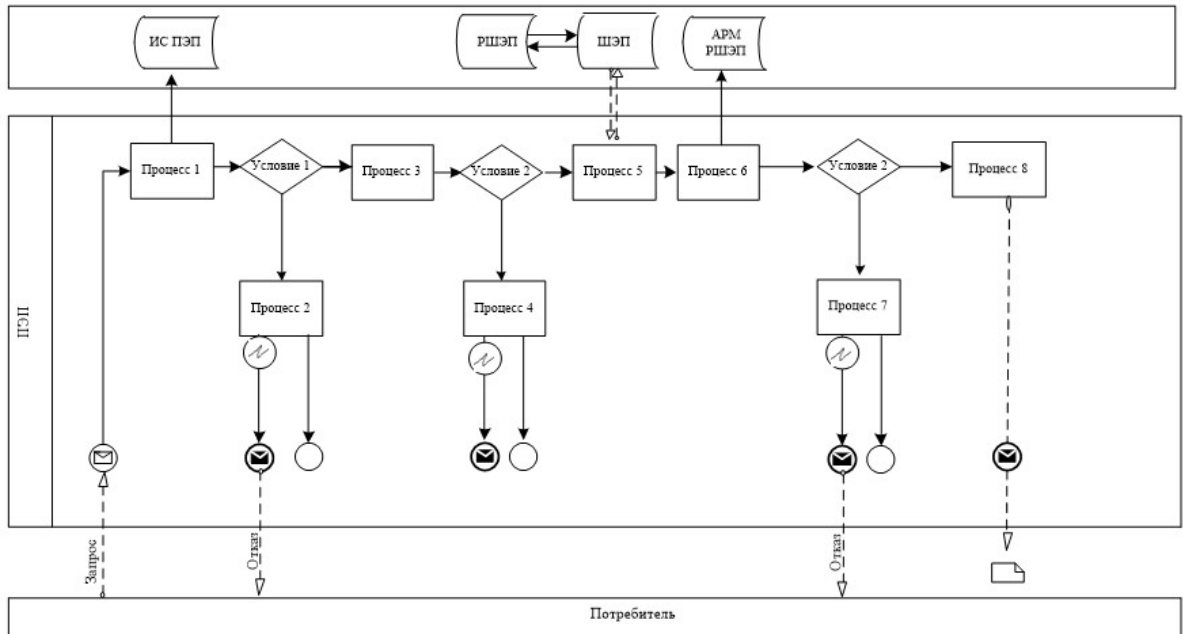 ИС ПЭП
РШЭП
ШЭП
АРМ
РШЭП
Процесс 1
Условие 1
Процесс 3
Условие 2
Процесс 5
Процесс 6
Условие 2
Процесс 8
Процесс 2
Процесс 4
Процесс 7
ПЭП
Запрос
Отказ
Отказ
Потребитель